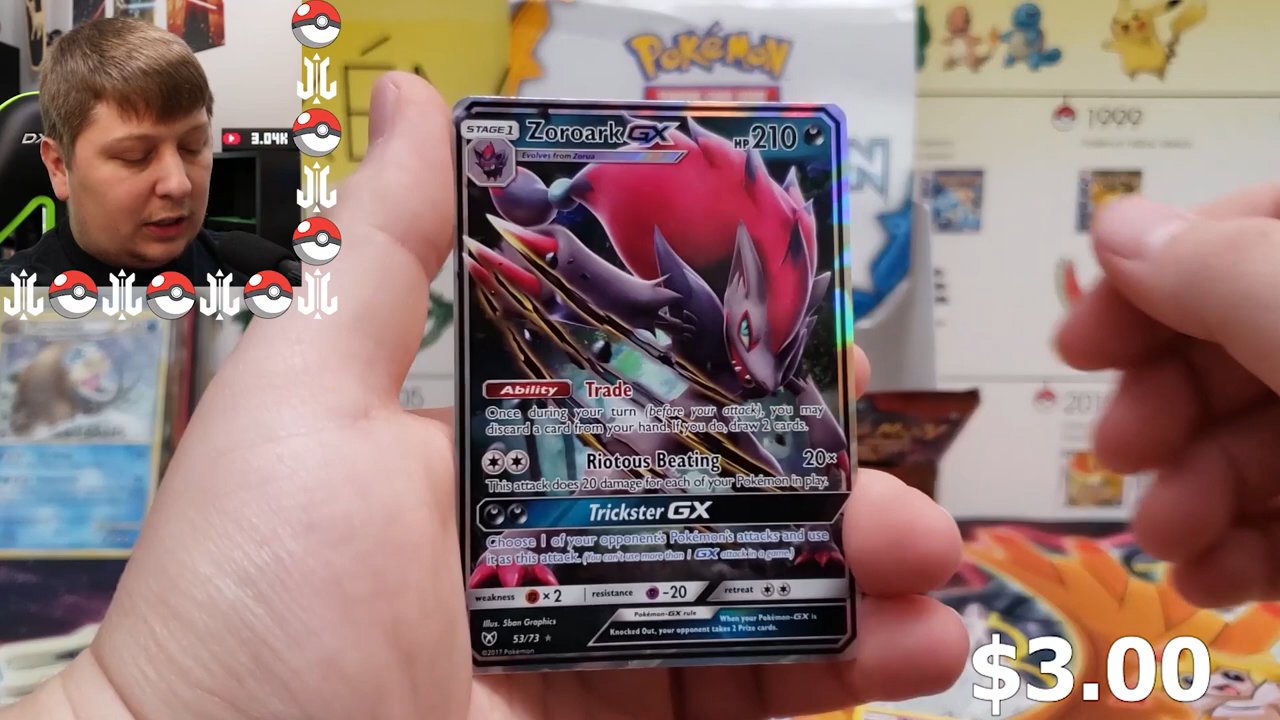 DX
3.04K
POKéMON
1000
STAGE 1 Zoroark GX HP 210
Evolves from Zorua
Ability Trade
Once during your turn (before your attack), you may
discard a card from your hand. If you do, draw 2 cards.
Riotous Beating 20×
This attack does 20 damage for each of your Pokémon in play.
Trickster GX
Choose 1 of your opponent's Pokémon's attacks and use
it as this attack. (You can't use more than 1 GX attack in a game.)
weakness ×2 resistance -20 retreat
Pokémon-GX rule When your Pokémon-GX is
Knocked Out, your opponent takes 2 Prize cards.
Illus. 5ban Graphics
53/73
©2017 Pokémon
$3.00